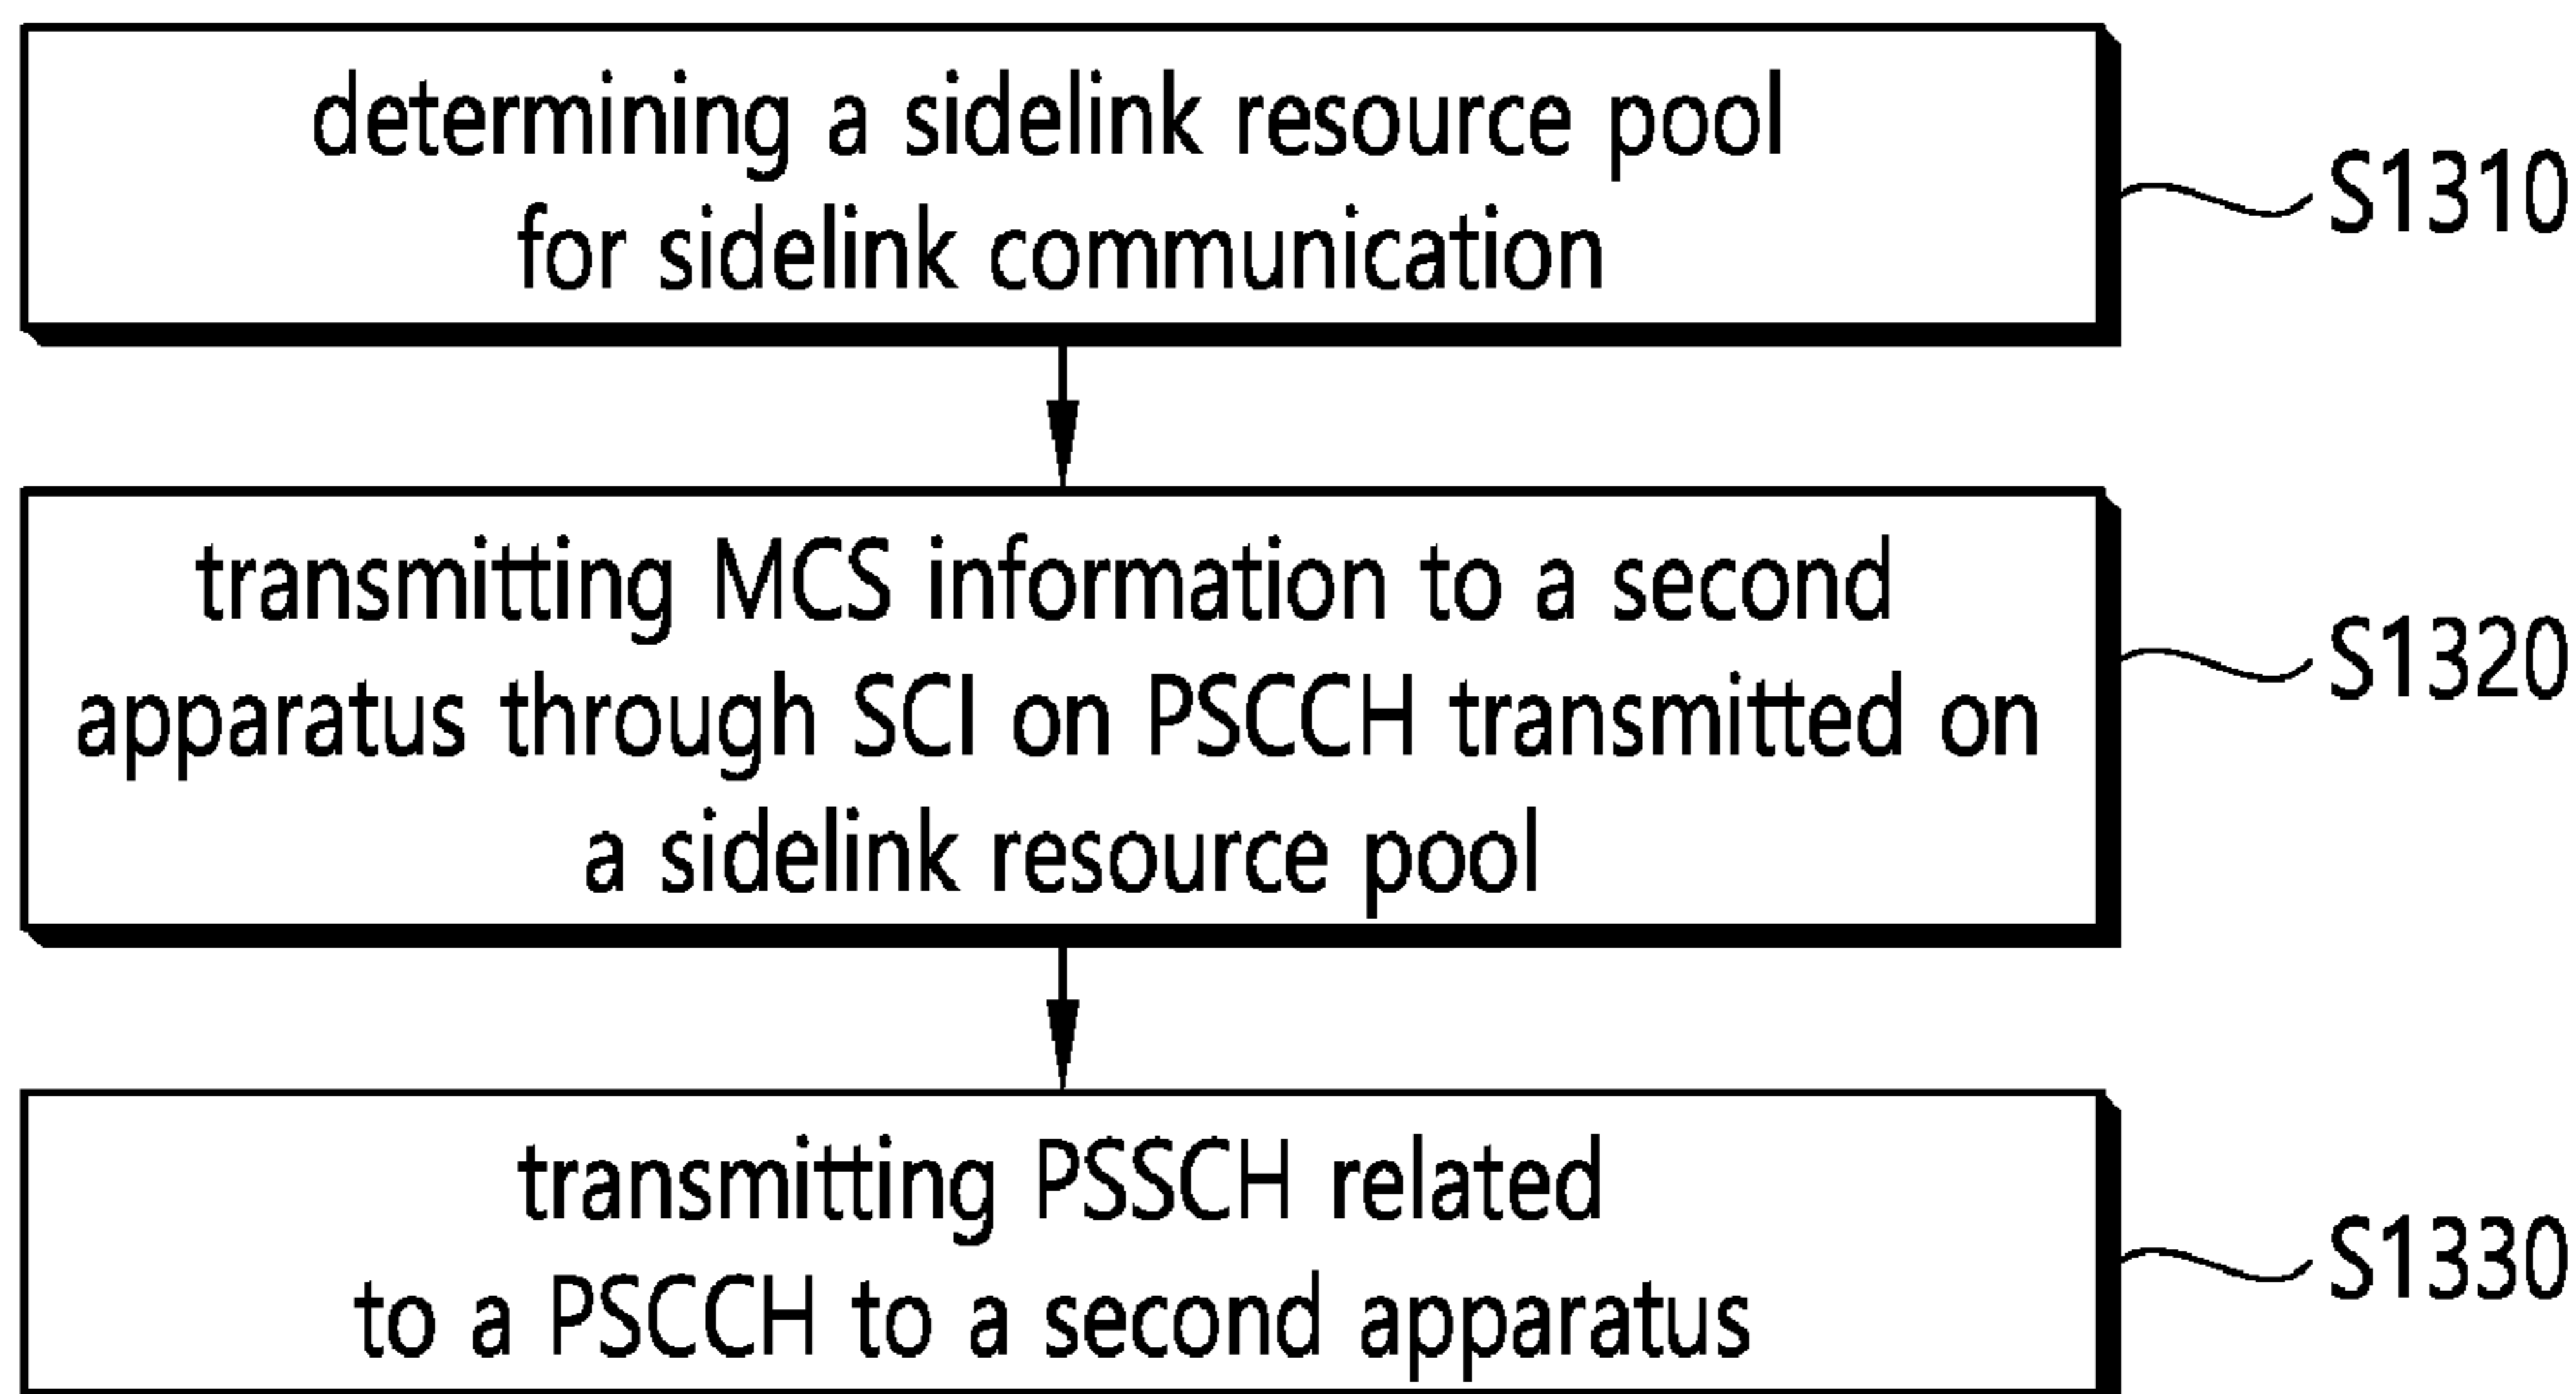 determining a sidelink resource pool
for sidelink communication
S1310
transmitting MCS information to a second
apparatus through SCI on PSCCH transmitted on
a sidelink resource pool
S1320
transmitting PSSCH related
to a PSCCH to a second apparatus
S1330